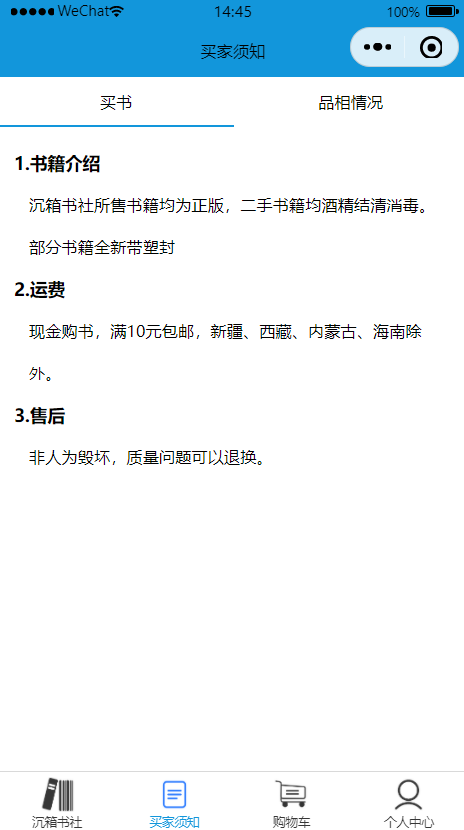 WeChat 14:45 100%
买家须知
买书 品相情况
1.书籍介绍
沉箱书社所售书籍均为正版，二手书籍均酒精结清消毒。
部分书籍全新带塑封
2.运费
现金购书，满10元包邮，新疆、西藏、内蒙古、海南除
外。
3.售后
非人为毁坏，质量问题可以退换。
沉箱书社 买家须知 购物车 个人中心